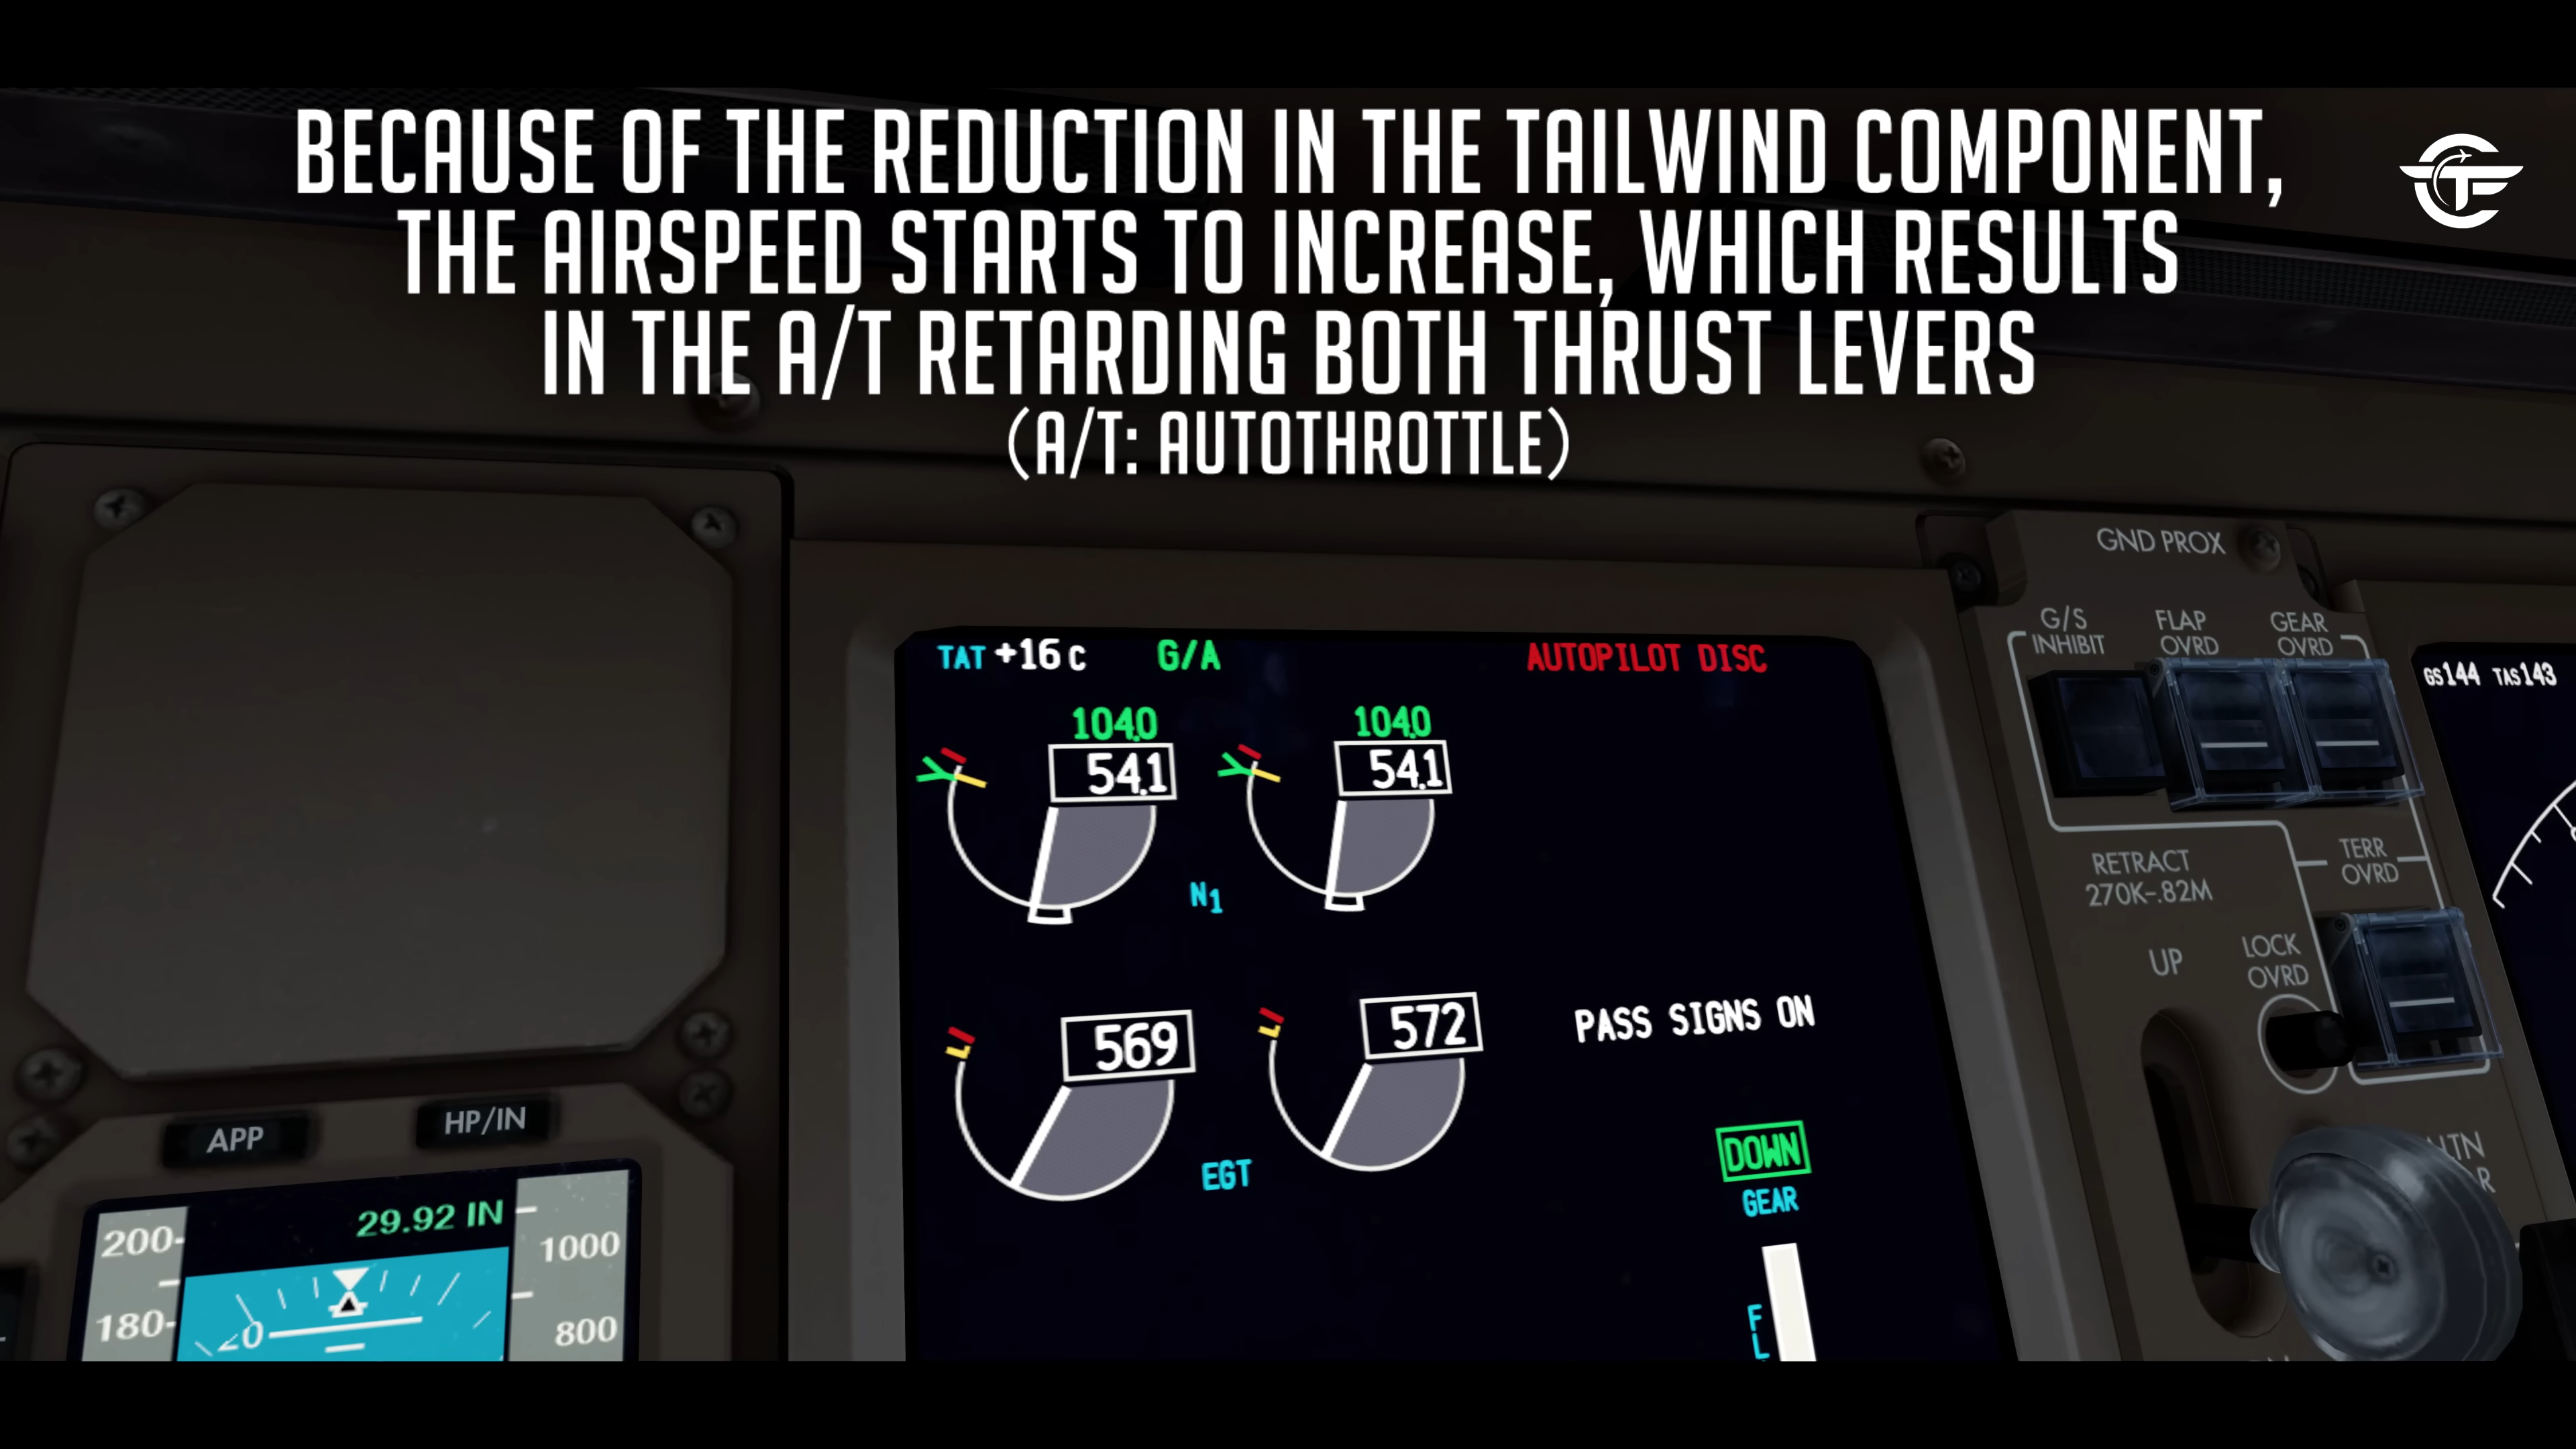 BECAUSE OF THE REDUCTION IN THE TAILWIND COMPONENT,
THE AIRSPEED STARTS TO INCREASE, WHICH RESULTS
IN THE A/T RETARDING BOTH THRUST LEVERS
(A/T: AUTOTHROTTLE)
GND PROX
G/S INHIBIT
FLAP OVRD
GEAR OVRD
TAT +16 C
G/A
AUTOPILOT DISC
GS144 TAS143
104.0
104.0
54.1
54.1
N1
RETRACT
270K-.82M
TERR OVRD
UP
LOCK OVRD
569
572
EGT
PASS SIGNS ON
DOWN
GEAR
F
L
APP
HP/IN
29.92 IN
200
180
20
1000
800